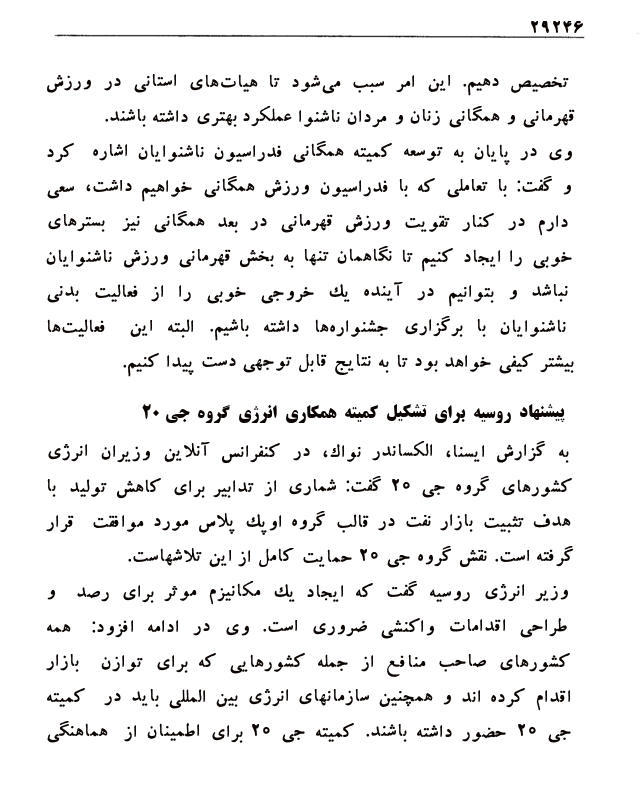 ۲۹۲۴۶
تخصیص دهیم. این امر سبب می‌شود تا هیات‌های استانی در ورزش
قهرمانی و همگانی زنان و مردان ناشنوا عملکرد بهتری داشته باشند.
وی در پایان به توسعه کمیته همگانی فدراسیون ناشنوایان اشاره کرد
و گفت: با تعاملی که با فدراسیون ورزش همگانی خواهیم داشت، سعی
دارم در کنار تقویت ورزش قهرمانی در بعد همگانی نیز بسترهای
خوبی را ایجاد کنیم تا نگاهمان تنها به بخش قهرمانی ورزش ناشنوایان
نباشد و بتوانیم در آینده یك خروجی خوبی را از فعالیت بدنی
ناشنوایان با برگزاری جشنواره‌ها داشته باشیم. البته این فعالیت‌ها
بیشتر کیفی خواهد بود تا به نتایج قابل توجهی دست پیدا کنیم.
پیشنهاد روسیه برای تشکیل کمیته همکاری انرژی گروه جی ۲۰
به گزارش ایسنا، الکساندر نواك، در کنفرانس آنلاین وزیران انرژی
کشورهای گروه جی ۲۰ گفت: شماری از تدابیر برای کاهش تولید با
هدف تثبیت بازار نفت در قالب گروه اوپك پلاس مورد موافقت قرار
گرفته است. نقش گروه جی ۲۰ حمایت کامل از این تلاشهاست.
وزیر انرژی روسیه گفت که ایجاد یك مکانیزم موثر برای رصد و
طراحی اقدامات واکنشی ضروری است. وی در ادامه افزود: همه
کشورهای صاحب منافع از جمله کشورهایی که برای توازن بازار
اقدام کرده اند و همچنین سازمانهای انرژی بین المللی باید در کمیته
جی ۲۰ حضور داشته باشند. کمیته جی ۲۰ برای اطمینان از هماهنگی